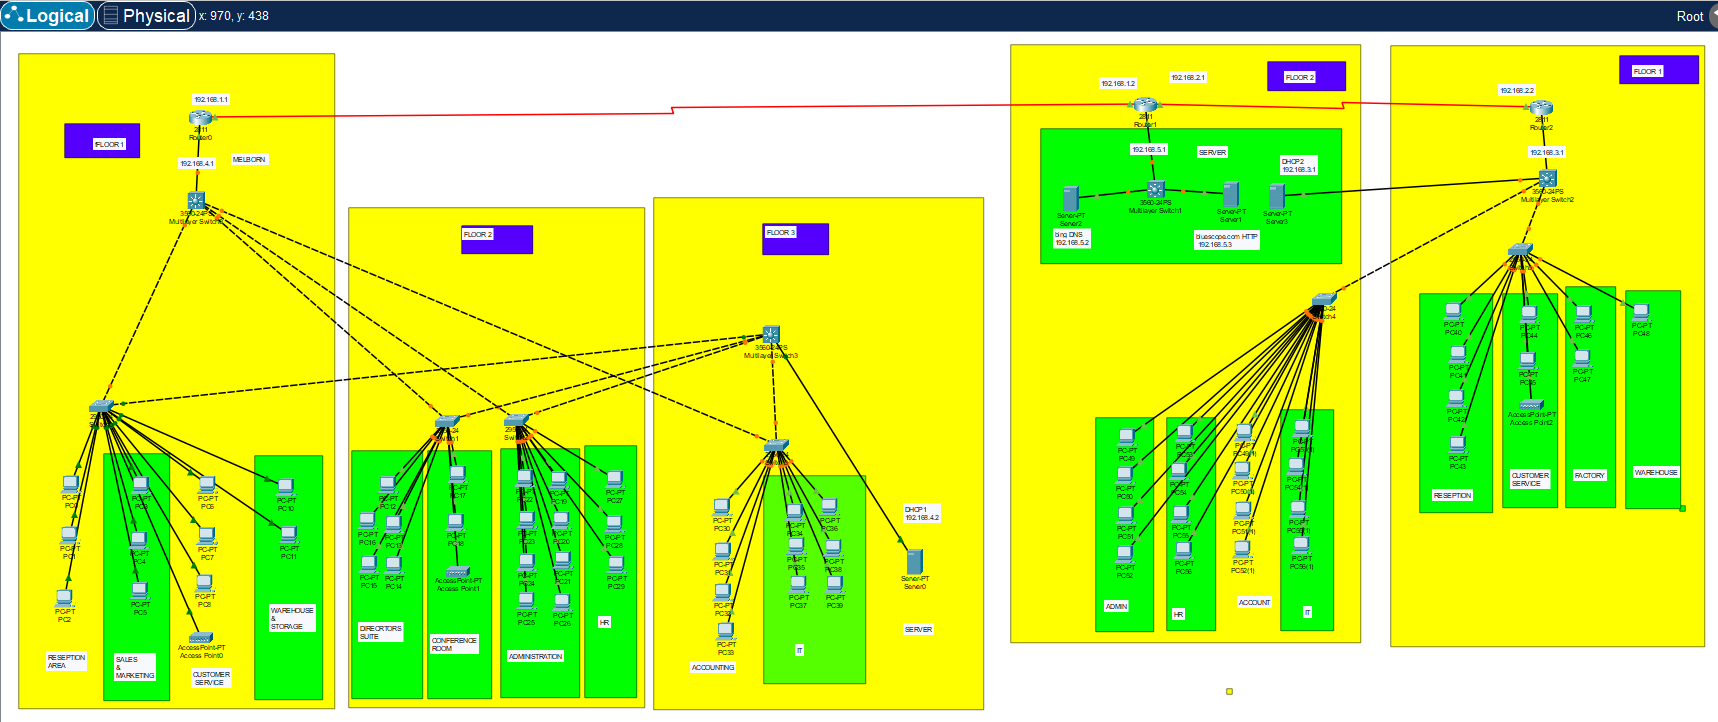 Logical
Physical
x: 970, y: 438
Root
192.168.1.1
2811
Router0
FLOOR 1
192.168.4.1
MELBORN
3560-24PS
Multilayer Switch
PC-PT
PC1
PC-PT
PC2
PC-PT
PC-PT
PC4
PC-PT
PC5
PC-PT
PC-PT
PC7
PC-PT
PC8
AccessPoint-PT
Access Point0
PC-PT
PC10
PC-PT
PC11
RESEPTION
AREA
SALES
&
MARKETING
CUSTOMER
SERVICE
WAREHOUSE
&
STORAGE
FLOOR 2
PC-PT
PC12
PC-PT
PC16
PC-PT
PC13
PC-PT
PC15
PC-PT
PC14
PC-PT
PC17
PC-PT
PC18
AccessPoint-PT
Access Point1
PC-PT
PC22
PC-PT
PC19
PC-PT
PC23
PC-PT
PC20
PC-PT
PC24
PC-PT
PC21
PC-PT
PC25
PC-PT
PC26
PC-PT
PC27
PC-PT
PC28
PC-PT
PC29
DIRECRTORS
SUITE
CONFERENCE
ROOM
ADMINISTRATION
HR
FLOOR 3
3560-24PS
Multilayer Switch3
PC-PT
PC30
PC-PT
PC-PT
PC-PT
PC33
PC-PT
PC34
PC-PT
PC36
PC-PT
PC35
PC-PT
PC38
PC-PT
PC37
PC-PT
PC39
DHCP1
192.168.4.2
Server-PT
Server0
ACCOUNTING
IT
SERVER
192.168.1.2
192.168.2.1
FLOOR 2
2811
Router1
192.168.5.1
SERVER
DHCP2
192.168.3.1
Server-PT
Server2
3560-24PS
Multilayer Switch1
Server-PT
Server1
Server-PT
Server3
bing DNS
192.168.5.2
bluescope.com HTTP
192.168.5.3
PC-PT
PC49
PC-PT
PC50
PC-PT
PC51
PC-PT
PC52
PC-PT
PC53
PC-PT
PC54
PC-PT
PC55
PC-PT
PC56
PC-PT
PC49(1)
PC-PT
PC50(1)
PC-PT
PC51(1)
PC-PT
PC52(1)
PC-PT
PC53(1)
PC-PT
PC54(1)
PC-PT
PC55(1)
PC-PT
PC56(1)
ADMIN
HR
ACCOUNT
IT
FLOOR 1
192.168.2.2
2811
Router2
192.168.3.1
3560-24PS
Multilayer Switch2
PC-PT
PC40
PC-PT
PC41
PC-PT
PC42
PC-PT
PC43
PC-PT
PC44
PC-PT
PC45
AccessPoint-PT
Access Point2
PC-PT
PC46
PC-PT
PC47
PC-PT
PC48
RESEPTION
CUSTOMER
SERVICE
FACTORY
WAREHOUSE